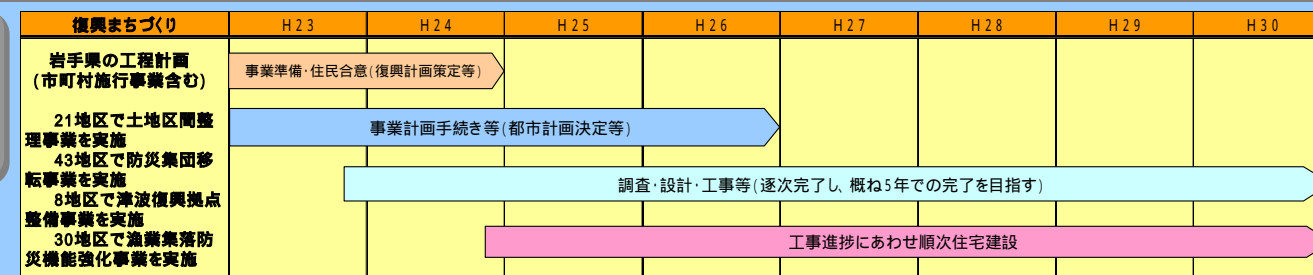 復興まちづくり H23 H24 H25 H26 H27 H28 H29 H30
岩手県の工程計画
(市町村施行事業含む)
事業準備・住民合意(復興計画策定等)
21地区で土地区間整
理事業を実施
事業計画手続き等(都市計画決定等)
43地区で防災集団移
転事業を実施
調査・設計・工事等(逐次完了し、概ね5年での完了を目指す)
8地区で津波復興拠点
整備事業を実施
30地区で漁業集落防
災機能強化事業を実施
工事進捗にあわせ順次住宅建設